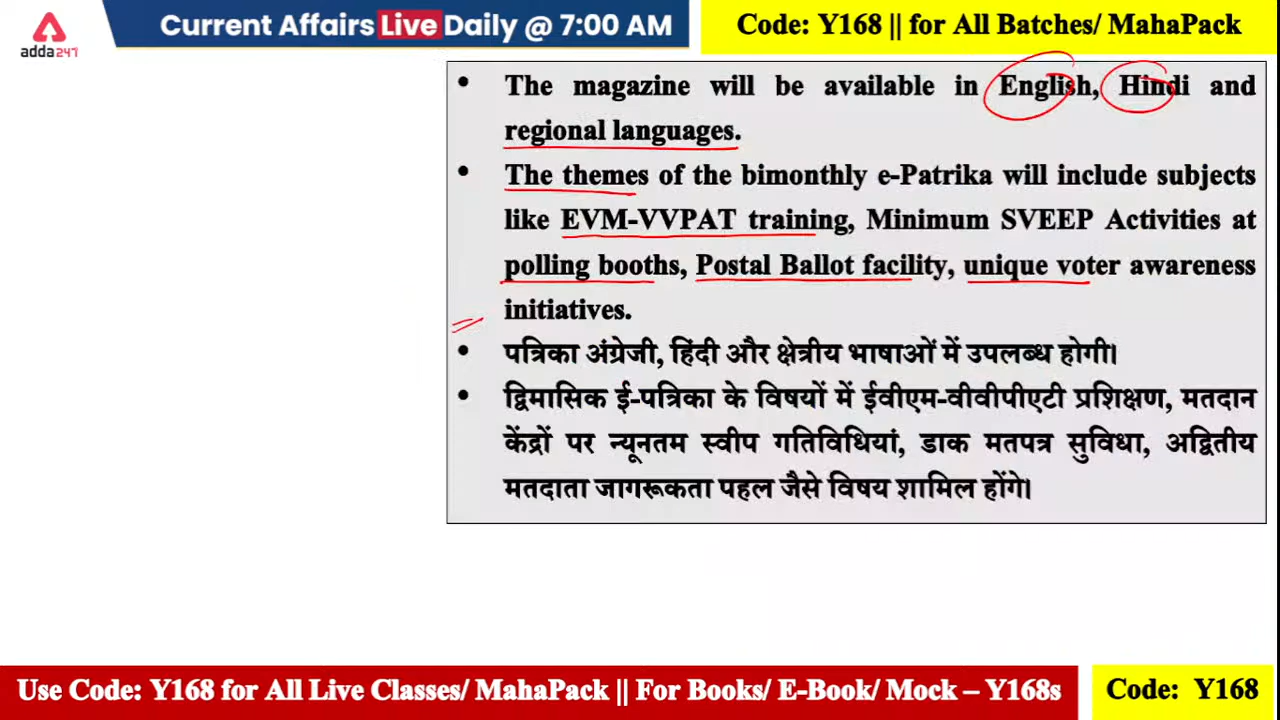 adda247
Current Affairs Live Daily @ 7:00 AM
Code: Y168 || for All Batches/ MahaPack
• The magazine will be available in English, Hindi and
regional languages.
• The themes of the bimonthly e-Patrika will include subjects
like EVM-VVPAT training, Minimum SVEEP Activities at
polling booths, Postal Ballot facility, unique voter awareness
initiatives.
• पत्रिका अंग्रेजी, हिंदी और क्षेत्रीय भाषाओं में उपलब्ध होगी।
• द्विमासिक ई-पत्रिका के विषयों में ईवीएम-वीवीपीएटी प्रशिक्षण, मतदान
केंद्रों पर न्यूनतम स्वीप गतिविधियां, डाक मतपत्र सुविधा, अद्वितीय
मतदाता जागरूकता पहल जैसे विषय शामिल होंगे।
Use Code: Y168 for All Live Classes/ MahaPack || For Books/ E-Book/ Mock – Y168s
Code: Y168